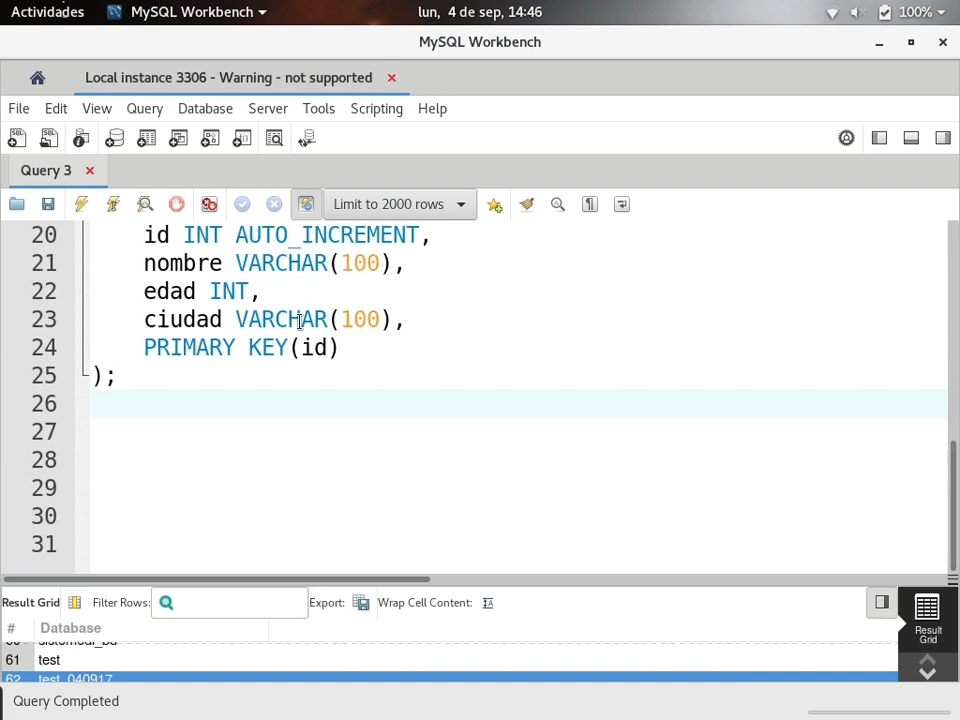 Actividades MySQL Workbench lun, 4 de sep, 14:46 100%
MySQL Workbench
Local instance 3306 - Warning - not supported
File Edit View Query Database Server Tools Scripting Help
Query 3
Limit to 2000 rows
20 id INT AUTO_INCREMENT,
21 nombre VARCHAR(100),
22 edad INT,
23 ciudad VARCHAR(100),
24 PRIMARY KEY(id)
25 );
26
27
28
29
30
31
Result Grid Filter Rows: Export: Wrap Cell Content:
# Database
61 test
62 test_040917
Result
Grid
Query Completed